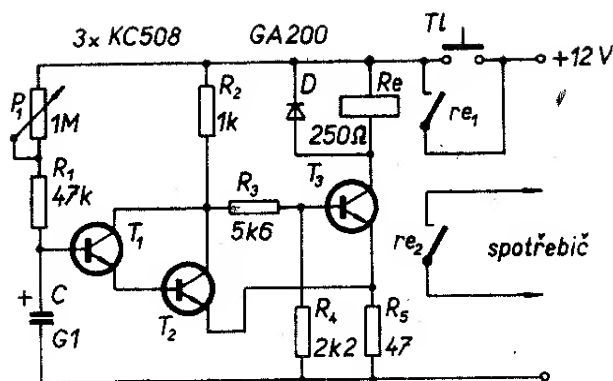 3x KC508 GA200 Tl
+12 V
P1 1M
R2 1k
D
Re 250Ω
re1
R1 47k
R3 5k6
T3
T1
T2
re2 spotřebič
+ C G1
R4 2k2
R5 47